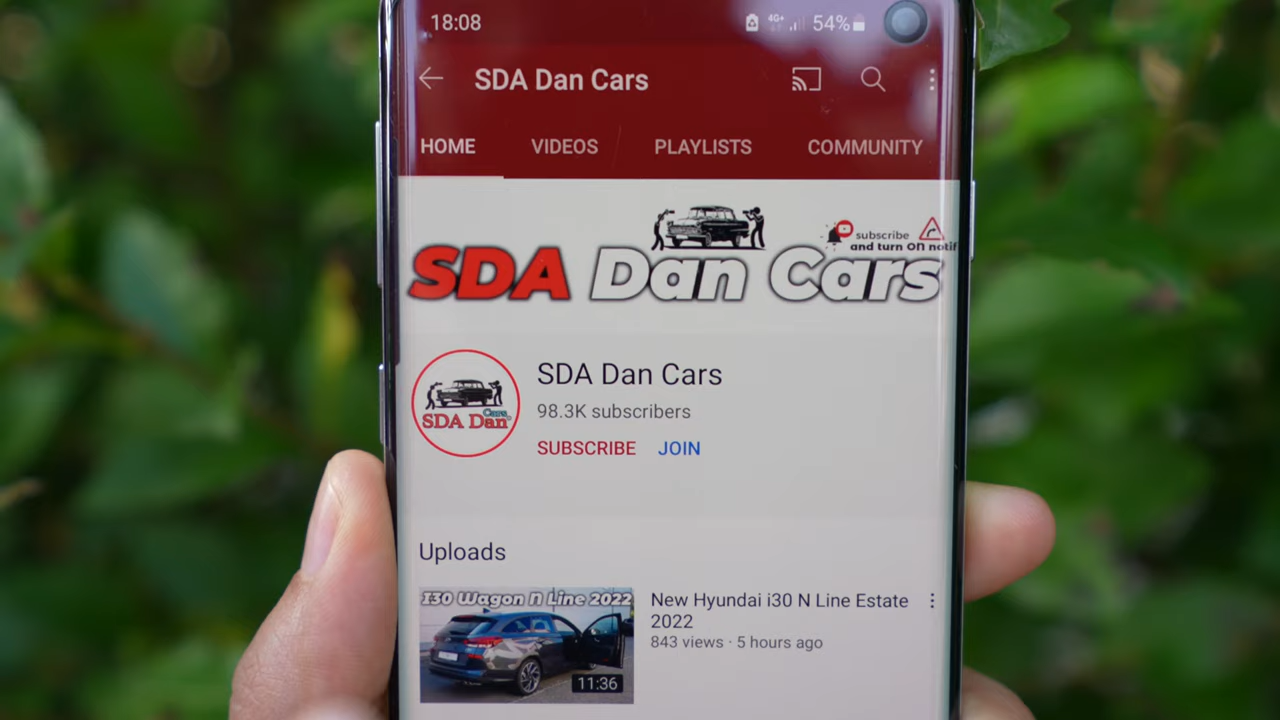 18:08 4G+ 54%
SDA Dan Cars
HOME VIDEOS PLAYLISTS COMMUNITY
subscribe
and turn on notif
SDA Dan Cars
SDA Dan Cars
98.3K subscribers
SUBSCRIBE JOIN
Cars
SDA Dan
Uploads
I30 Wagon N Line 2022
11:36
New Hyundai i30 N Line Estate
2022
843 views · 5 hours ago